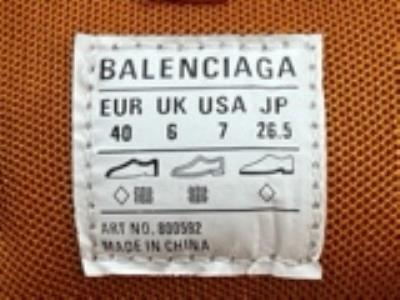 BALENCIAGA
EUR UK USA JP
40 6 7 26.5
ART NO. 800592
MADE IN CHINA